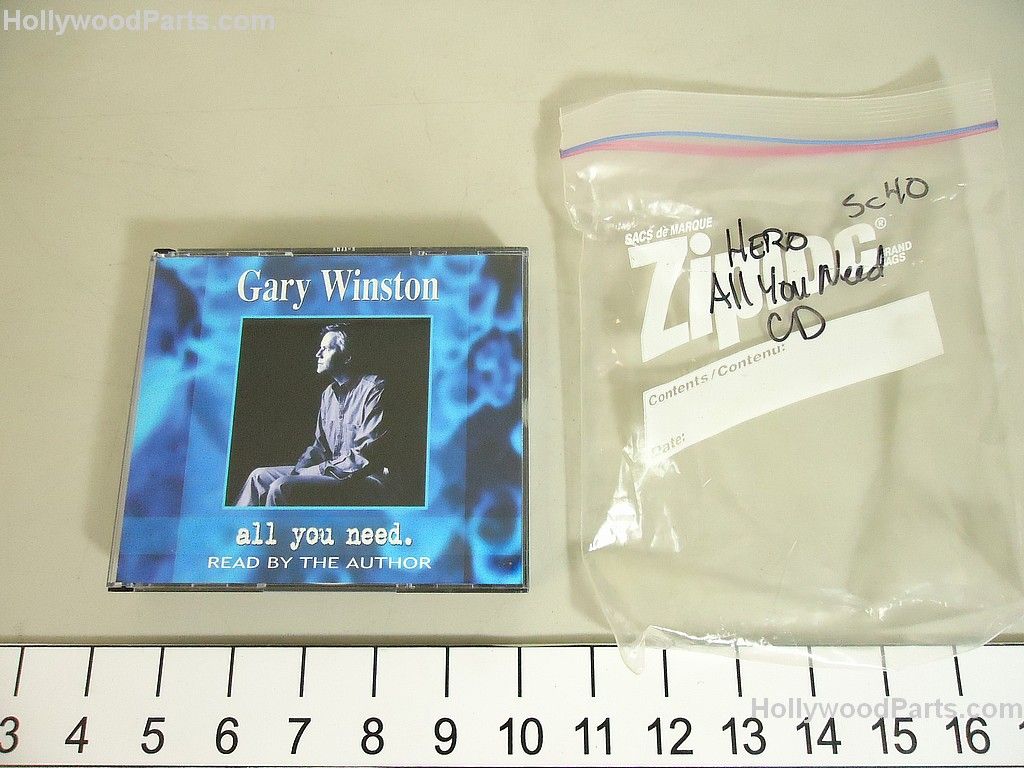 HollywoodParts.com
Gary Winston
all you need.
READ BY THE AUTHOR
Sc40
SACS de MARQUE
Ziploc®
BRAND
BAGS
HERO
All You Need
CD
Contents/Contenu:
Date:
HollywoodParts.com
3 4 5 6 7 8 9 10 11 12 13 14 15 16